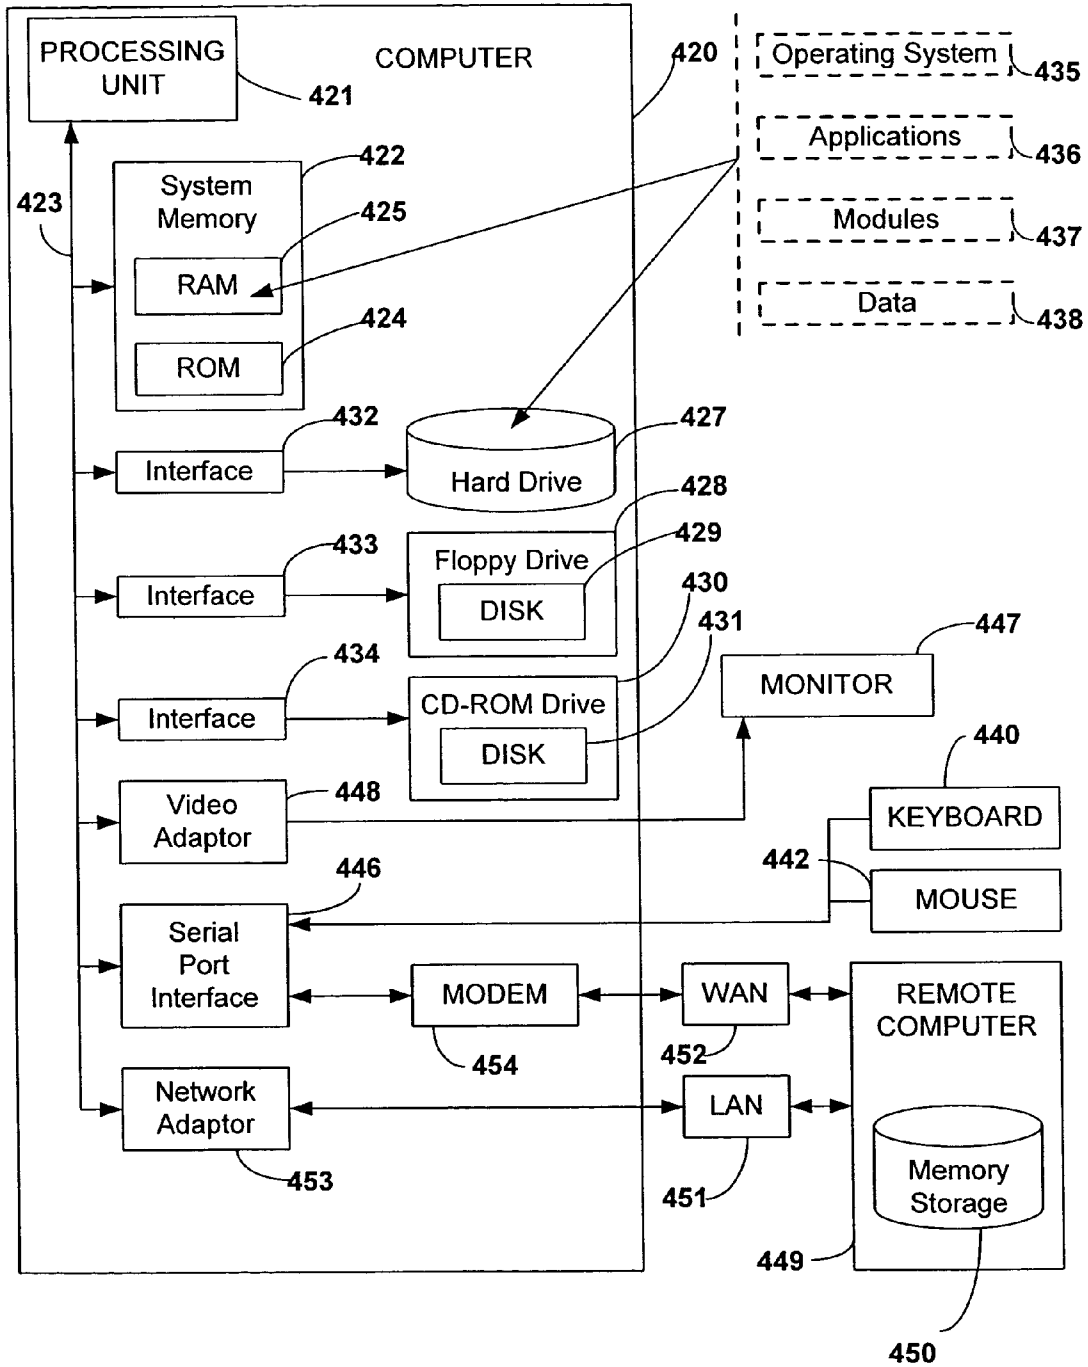 PROCESSING
UNIT
421
COMPUTER
420
Operating System
435
Applications
436
Modules
437
Data
438
423
422
System
Memory
425
RAM
424
ROM
432
Interface
427
Hard Drive
433
Interface
428
Floppy Drive
429
DISK
434
Interface
430
CD-ROM Drive
431
DISK
447
MONITOR
448
Video
Adaptor
440
KEYBOARD
442
MOUSE
446
Serial
Port
Interface
MODEM
454
WAN
452
REMOTE
COMPUTER
Network
Adaptor
453
LAN
451
Memory
Storage
449
450